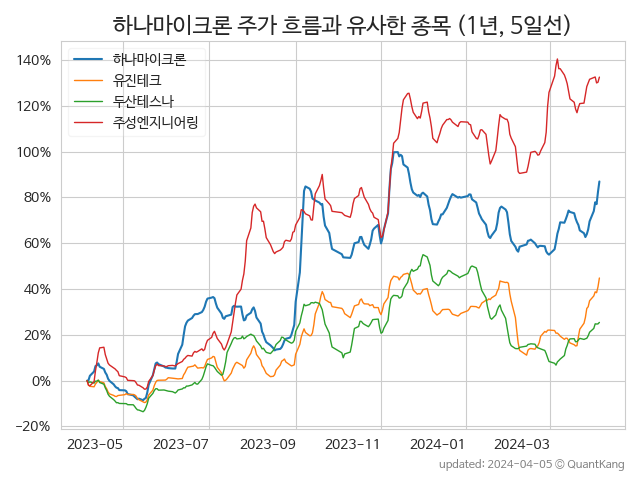 하나마이크론 주가 흐름과 유사한 종목 (1년, 5일선)
하나마이크론
유진테크
두산테스나
주성엔지니어링
140%
120%
100%
80%
60%
40%
20%
0%
−20%
2023-05 2023-07 2023-09 2023-11 2024-01 2024-03
updated: 2024-04-05 © QuantKang